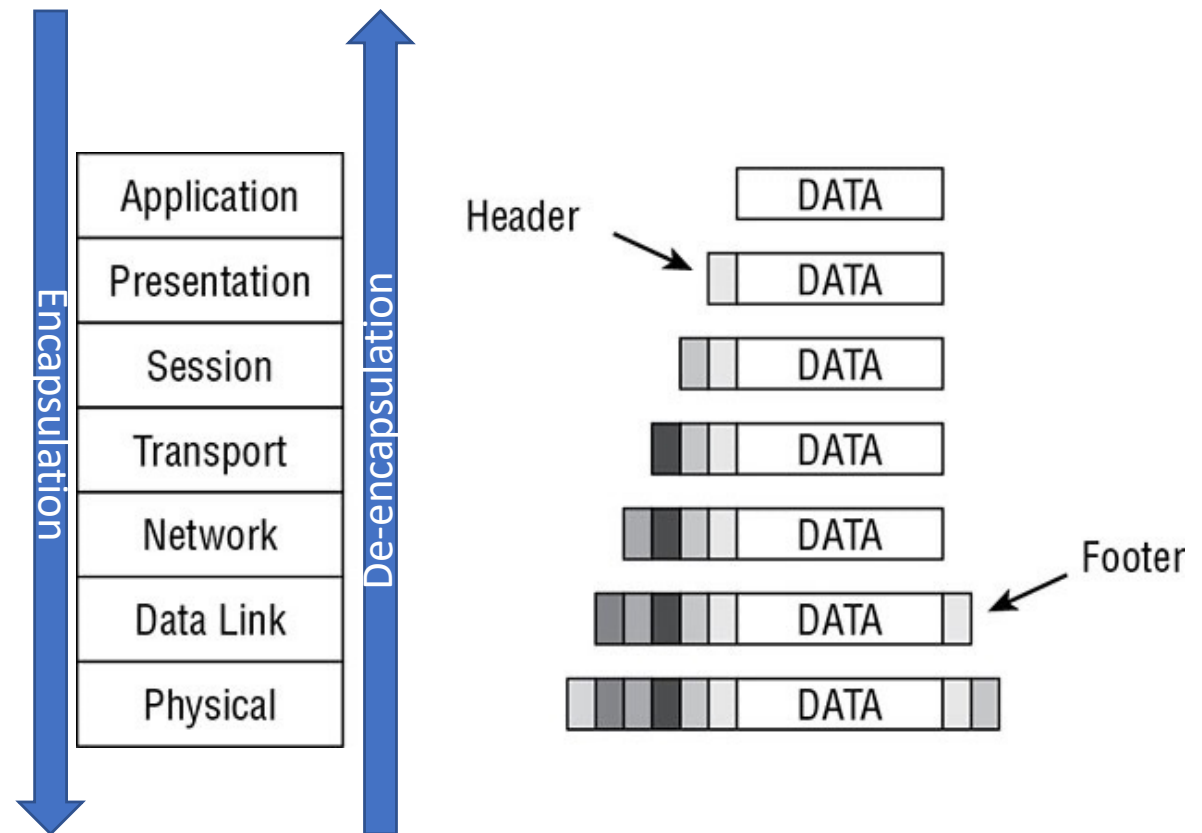 Encapsulation
De-encapsulation
Application
Presentation
Session
Transport
Network
Data Link
Physical
Header
DATA
DATA
DATA
DATA
DATA
DATA
Footer
DATA